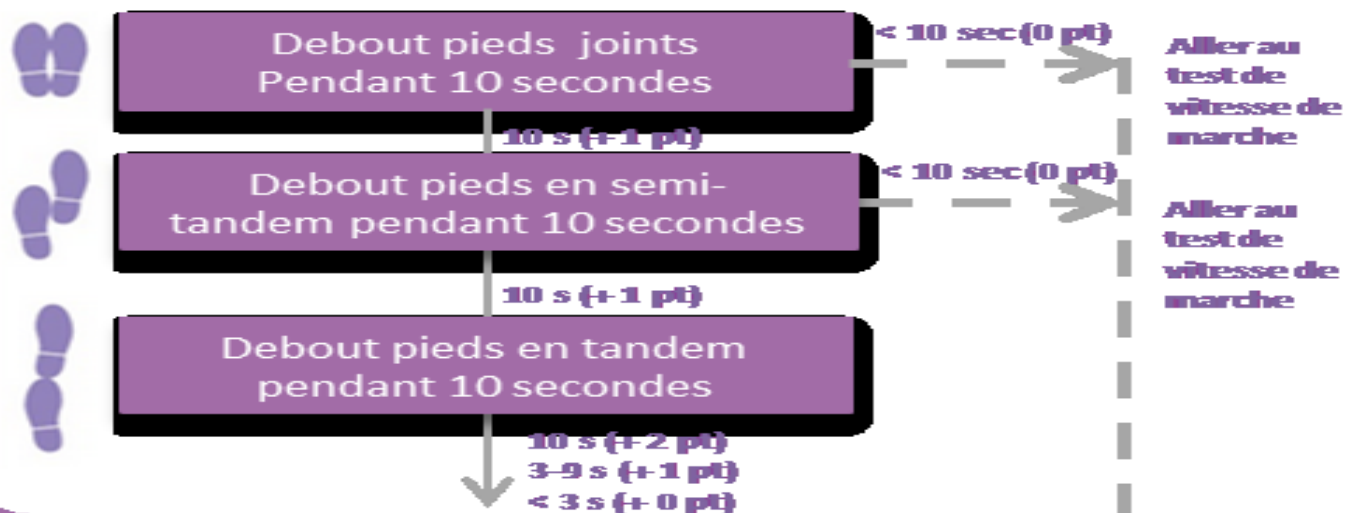 Debout pieds joints
Pendant 10 secondes
< 10 sec (0 pt)
Aller au
test de
vitesse de
marche
10 s (+ 1 pt)
Debout pieds en semi-
tandem pendant 10 secondes
< 10 sec (0 pt)
Aller au
test de
vitesse de
marche
10 s (+ 1 pt)
Debout pieds en tandem
pendant 10 secondes
10 s (+ 2 pt)
3-9 s (+ 1 pt)
< 3 s (+ 0 pt)